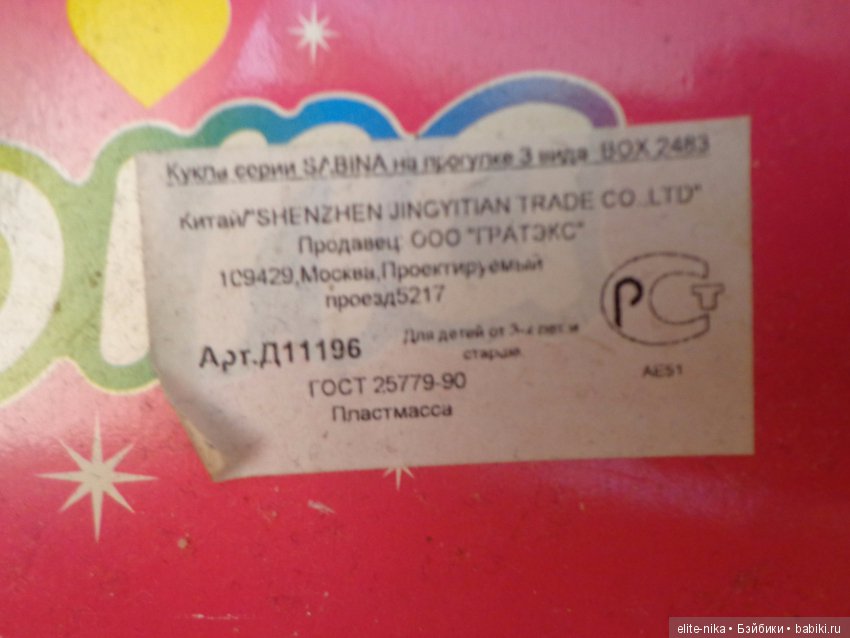 Кукла серии SABINA на прогулке 3 вида BOX 2483
Китай/"SHENZHEN JINGYITIAN TRADE CO.,LTD"
Продавец: ООО "ГРАТЭКС"
109429,Москва,Проектируемый
проезд5217
Арт.Д11196
Для детей от 3-х лет и
старше.
РСТ
АЕ51
ГОСТ 25779-90
Пластмасса
elite-nika • Бэйбики • babiki.ru